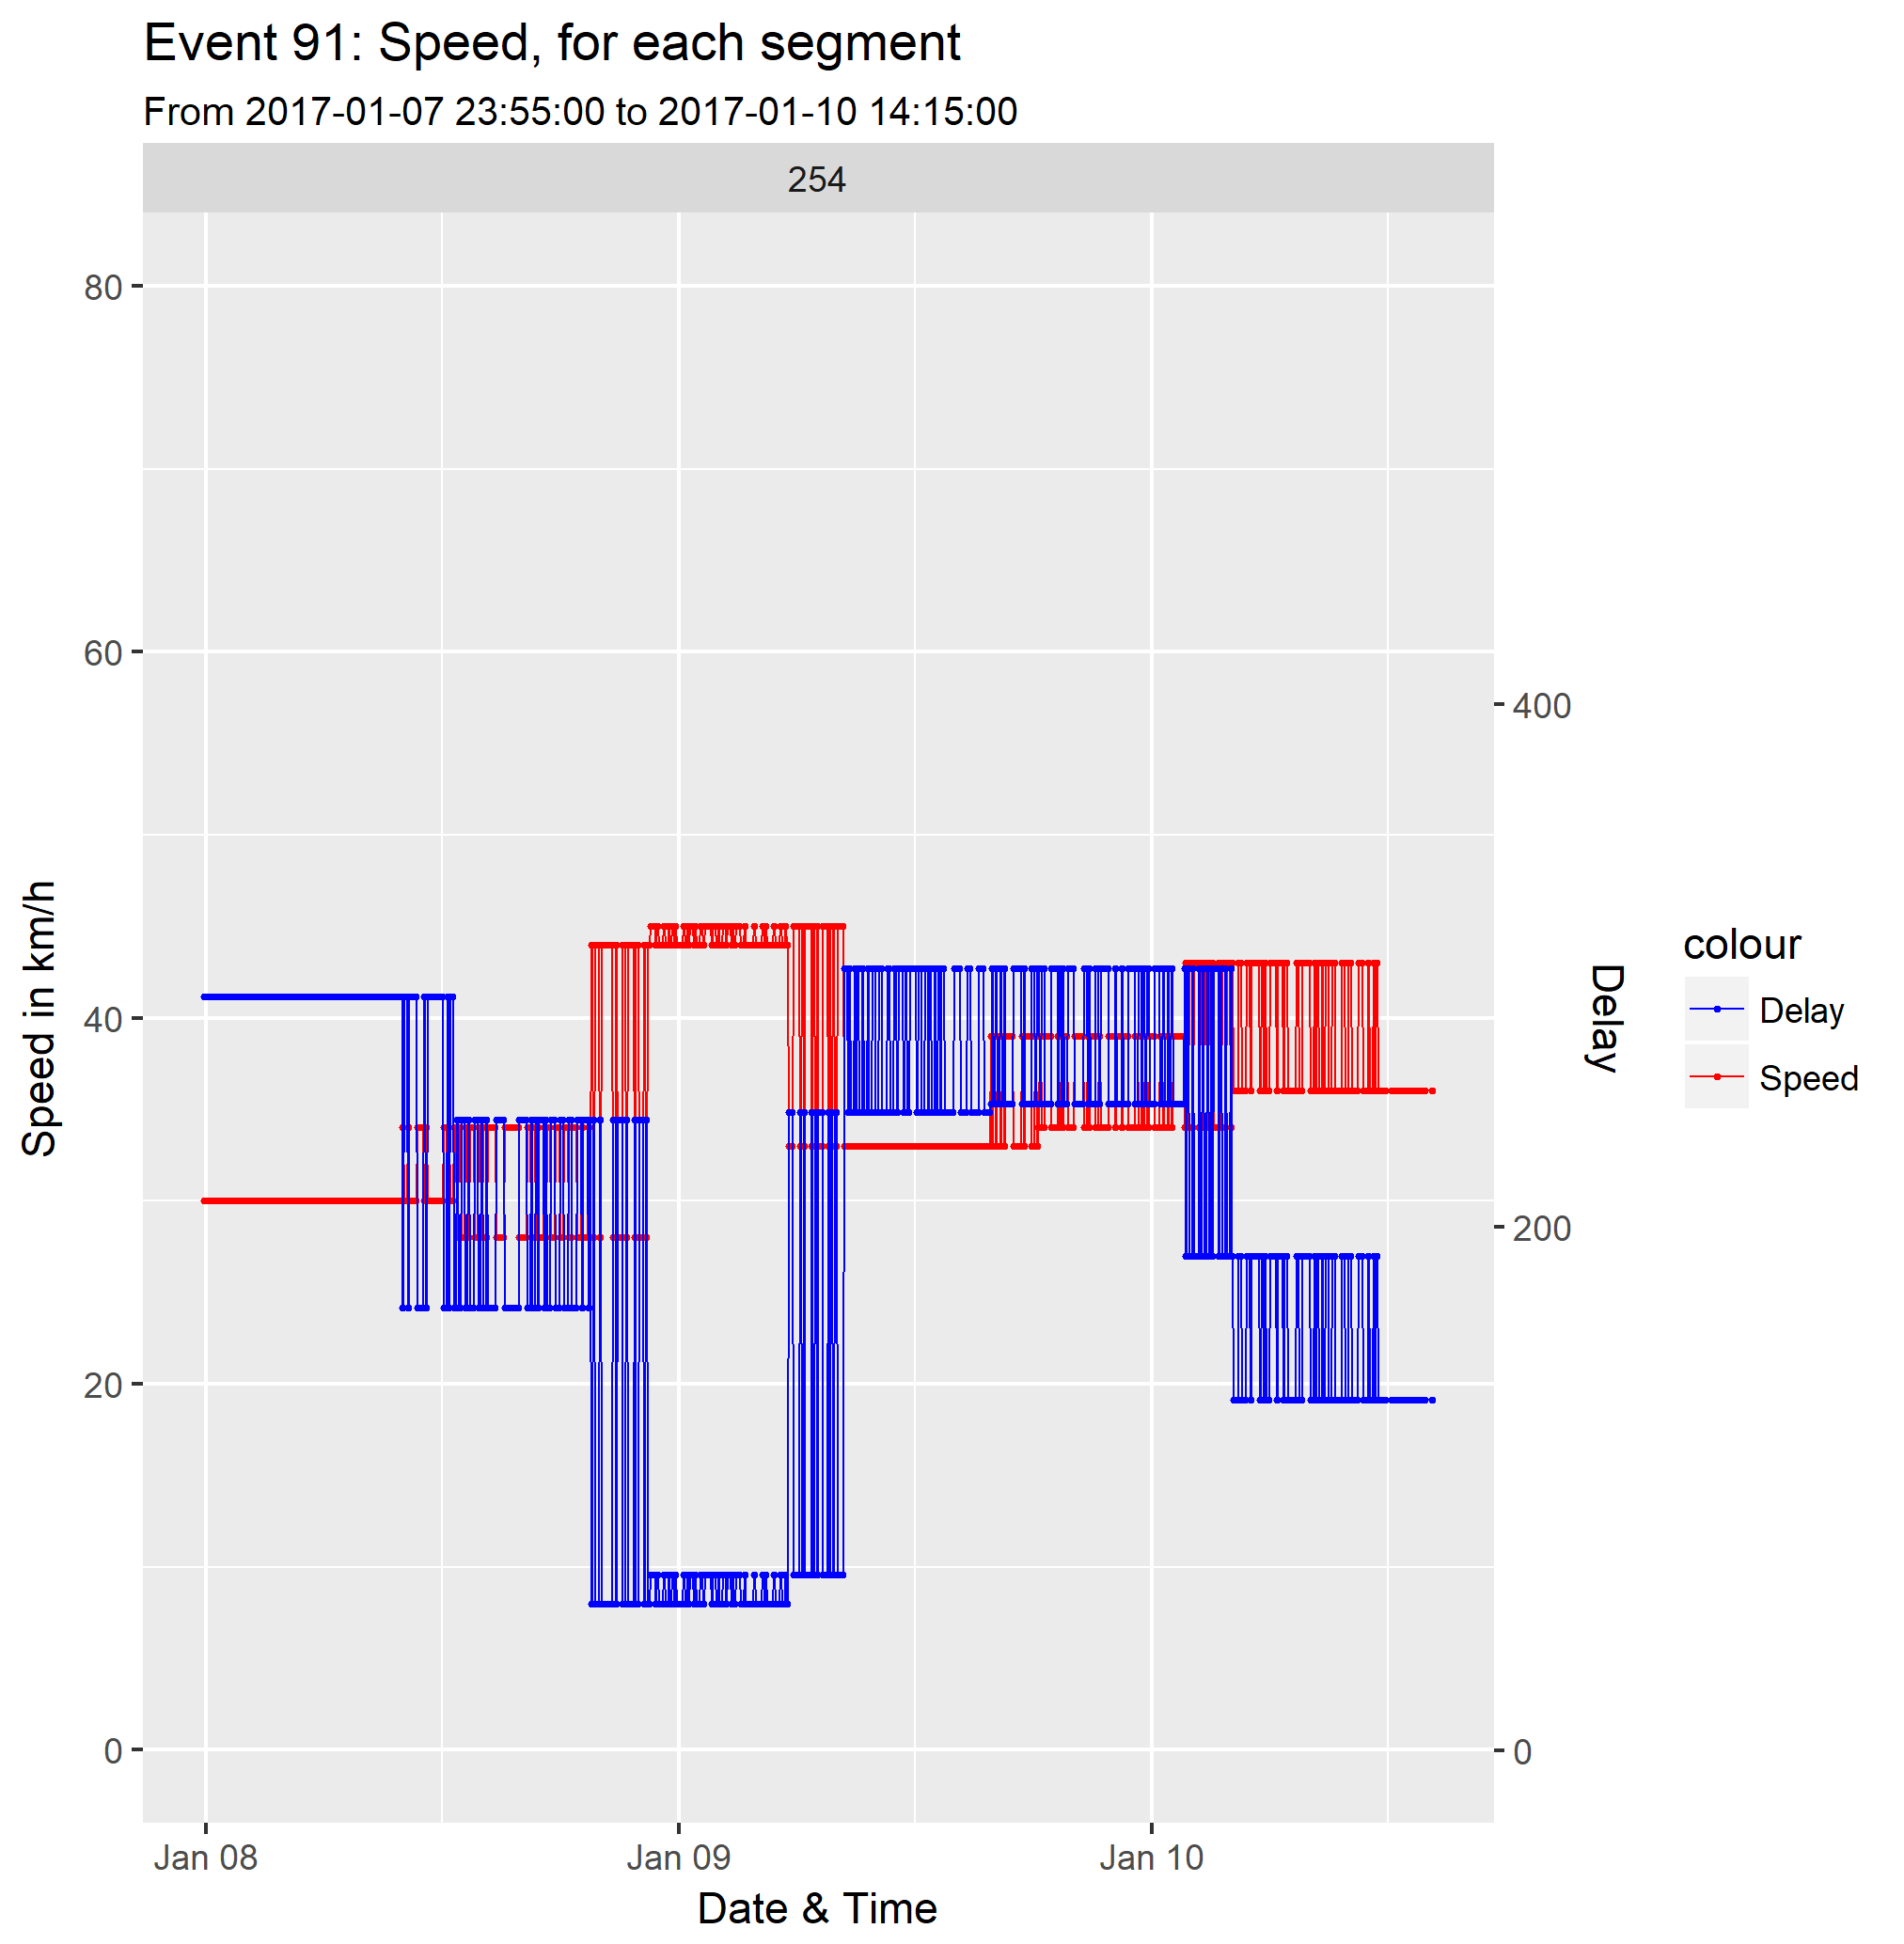 Event 91: Speed, for each segment
From 2017-01-07 23:55:00 to 2017-01-10 14:15:00
254
80
60
40
20
0
Speed in km/h
400
200
0
Delay
Jan 08
Jan 09
Jan 10
Date & Time
colour
Delay
Speed